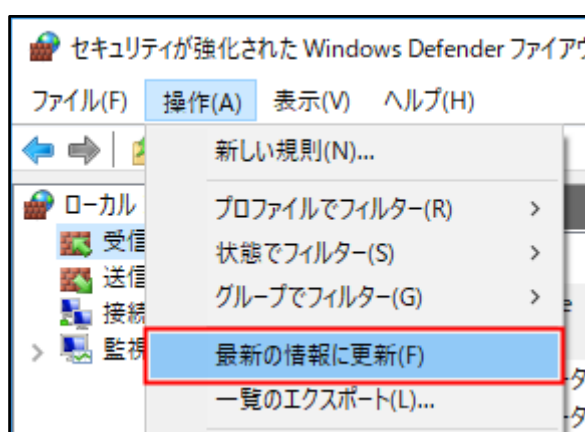 セキュリティが強化された Windows Defender ファイア
ファイル(F) 操作(A) 表示(V) ヘルプ(H)
新しい規則(N)...
ローカル
プロファイルでフィルター(R)
受信
状態でフィルター(S)
送信
グループでフィルター(G)
接続
監視
最新の情報に更新(F)
一覧のエクスポート(L)...